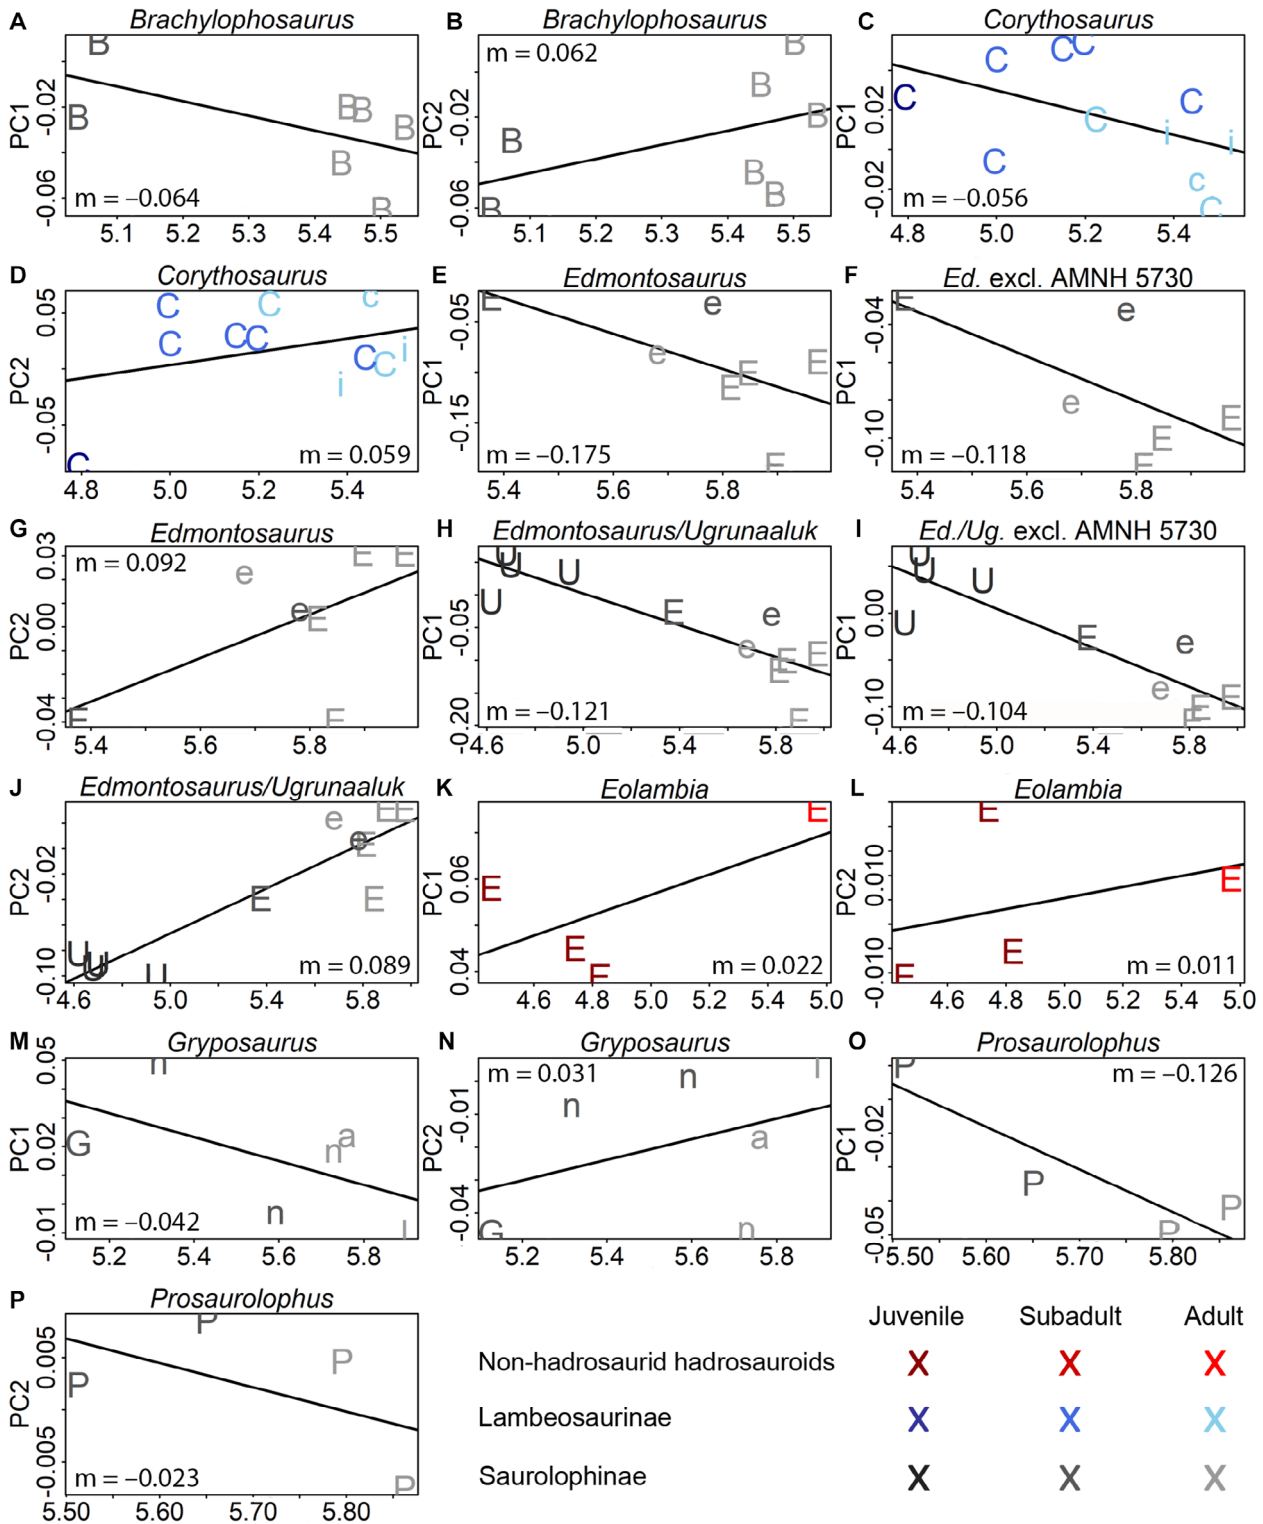 A Brachylophosaurus
PC1
-0.02
-0.06
B B B B B B B
m = –0.064
5.1 5.2 5.3 5.4 5.5
B Brachylophosaurus
m = 0.062
PC2
-0.02
-0.06
B B B B B B B
5.1 5.2 5.3 5.4 5.5
C Corythosaurus
PC1
0.02
-0.02
C C C C C C C i i c C
m = –0.056
4.8 5.0 5.2 5.4
D Corythosaurus
PC2
0.05
-0.05
C C C C C c C C i i C
m = 0.059
4.8 5.0 5.2 5.4
E Edmontosaurus
PC1
-0.05
-0.15
E e e E E E E
m = –0.175
5.4 5.6 5.8
F Ed. excl. AMNH 5730
PC1
-0.04
-0.10
E e e E E E
m = –0.118
5.4 5.6 5.8
G Edmontosaurus
m = 0.092
PC2
0.03
0.00
-0.04
e E E e E E E
5.4 5.6 5.8
H Edmontosaurus/Ugrunaaluk
PC1
-0.05
-0.20
U U U U E e e E E E E
m = –0.121
4.6 5.0 5.4 5.8
I Ed./Ug. excl. AMNH 5730
PC1
0.00
-0.10
U U U U E e e E E E
m = –0.104
4.6 5.0 5.4 5.8
J Edmontosaurus/Ugrunaaluk
PC2
-0.02
-0.10
e E E e E E E U U U U
m = 0.089
4.6 5.0 5.4 5.8
K Eolambia
PC1
0.06
0.04
E E E E
m = 0.022
4.6 4.8 5.0 5.2 5.4 5.0
L Eolambia
PC2
0.010
-0.010
E E E E
m = 0.011
4.6 4.8 5.2 5.4 5.0
M Gryposaurus
PC1
0.05
0.02
-0.01
n G n a n l
m = –0.042
5.2 5.4 5.6 5.8
N Gryposaurus
m = 0.031
PC2
-0.01
-0.04
n n l a G n
5.2 5.4 5.6 5.8
O Prosaurolophus
m = –0.126
PC1
-0.02
-0.05
P P P P
5.50 5.60 5.70 5.80
P Prosaurolophus
PC2
0.005
-0.005
P P P P
m = –0.023
5.50 5.60 5.70 5.80
Juvenile Subadult Adult
Non-hadrosaurid hadrosauroids X X X
Lambeosaurinae X X X
Saurolophinae X X X